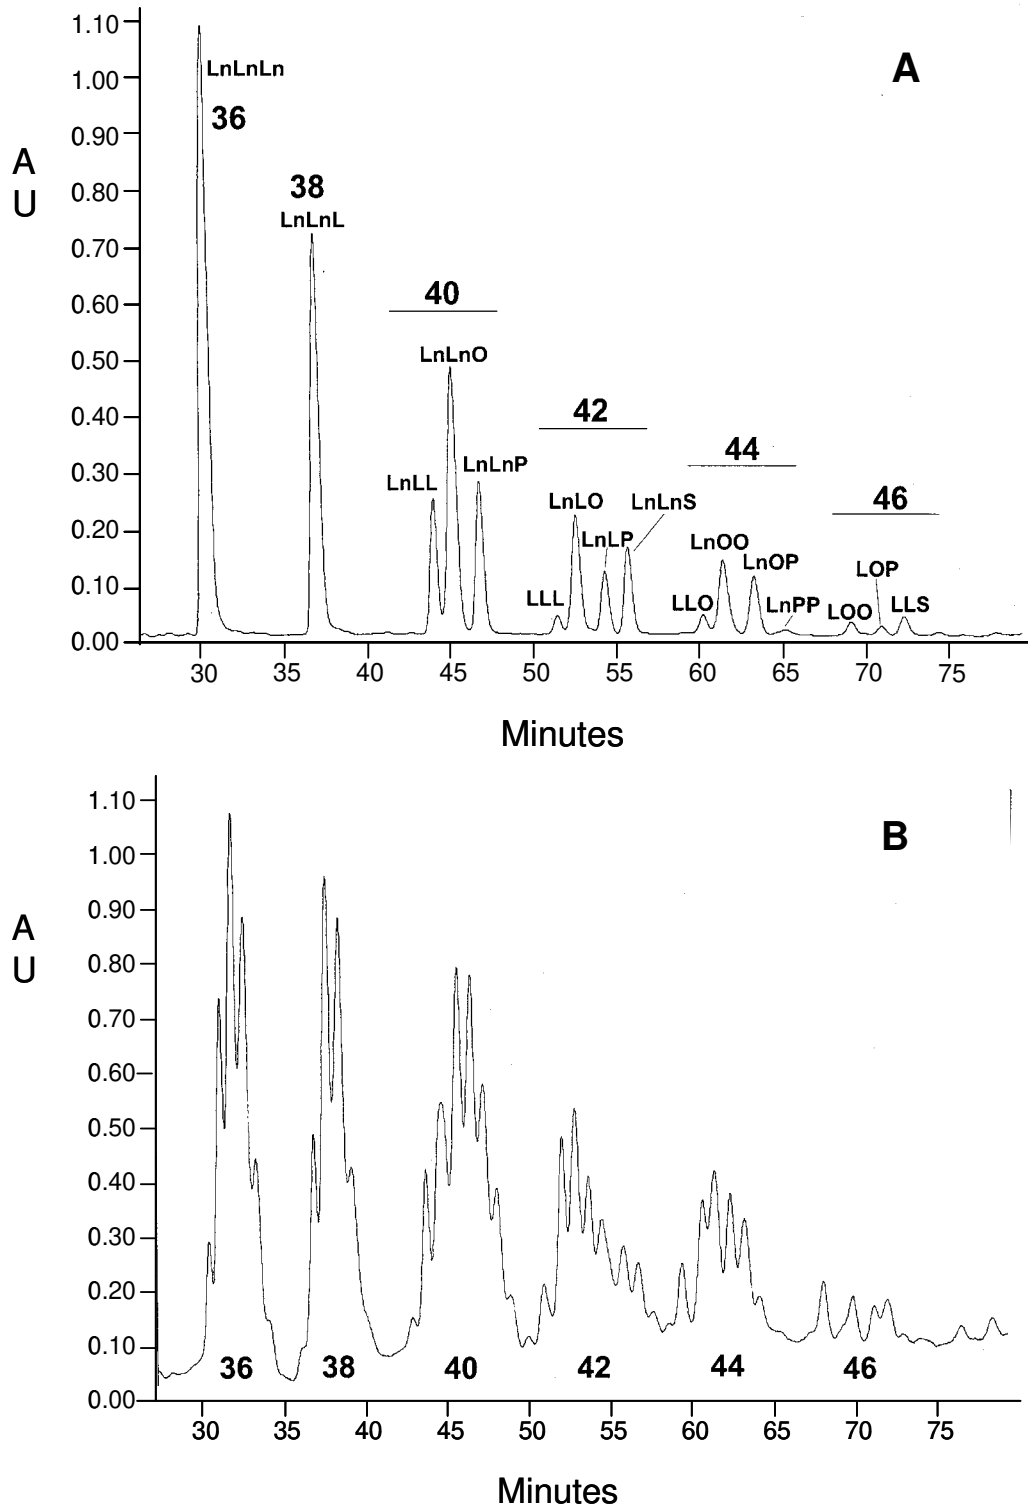 A
1.10
1.00
0.90
0.80
0.70
0.60
0.50
0.40
0.30
0.20
0.10
0.00
A
U
LnLnLn
36
38
LnLnL
40
LnLnO
LnLL
LnLnP
42
LnLO
LnLnS
LnLP
LLL
44
LnOO
LnOP
LLO
LnPP
46
LOP
LOO
LLS
30 35 40 45 50 55 60 65 70 75
Minutes
B
1.10
1.00
0.90
0.80
0.70
0.60
0.50
0.40
0.30
0.20
0.10
0.00
A
U
36 38 40 42 44 46
30 35 40 45 50 55 60 65 70 75
Minutes